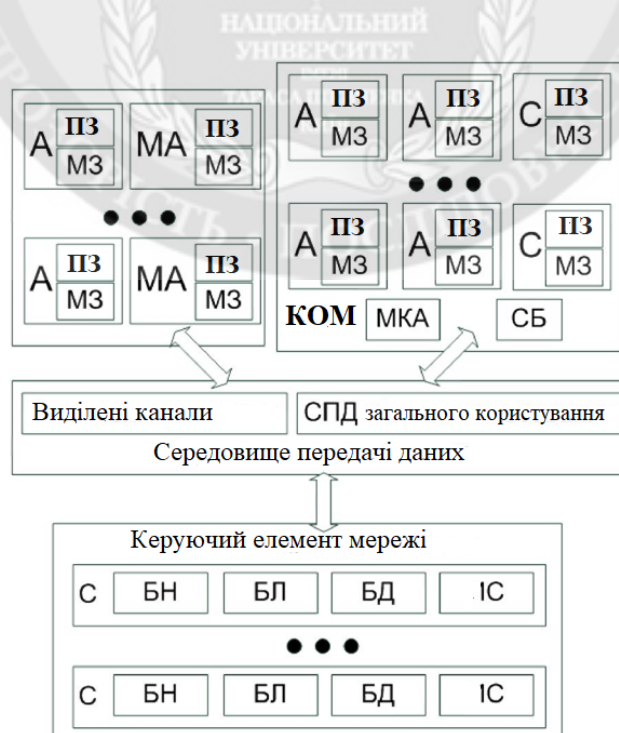 НАЦІОНАЛЬНИЙ
УНІВЕРСИТЕТ
А ПЗ МЗ МА ПЗ МЗ
А ПЗ МЗ МА ПЗ МЗ
А ПЗ МЗ А ПЗ МЗ С ПЗ МЗ
А ПЗ МЗ А ПЗ МЗ С ПЗ МЗ
КОМ МКА СБ
Виділені канали
СПД загального користування
Середовище передачі даних
Керуючий елемент мережі
С БН БЛ БД ІС
С БН БЛ БД ІС